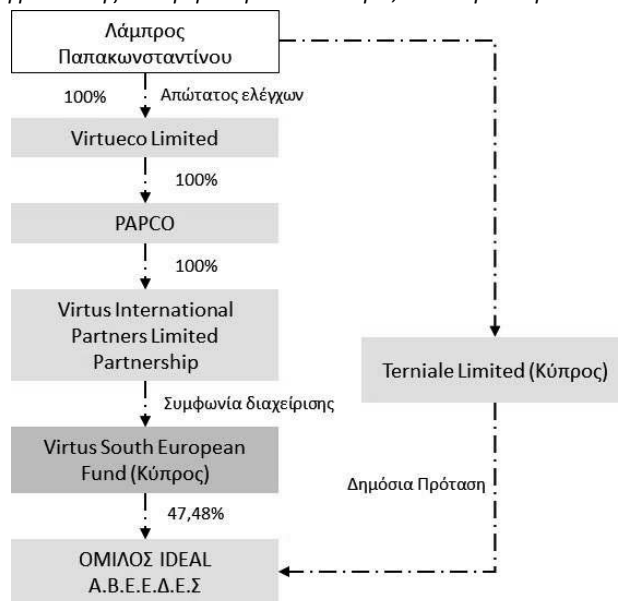 Λάμπρος
Παπακωνσταντίνου
100%
Απώτατος ελέγχων
Virtueco Limited
100%
PAPCO
100%
Virtus International
Partners Limited
Partnership
Terniale Limited (Κύπρος)
Συμφωνία διαχείρισης
Virtus South European
Fund (Κύπρος)
Δημόσια Πρόταση
47,48%
ΟΜΙΛΟΣ IDEAL
Α.Β.Ε.Ε.Δ.Ε.Σ